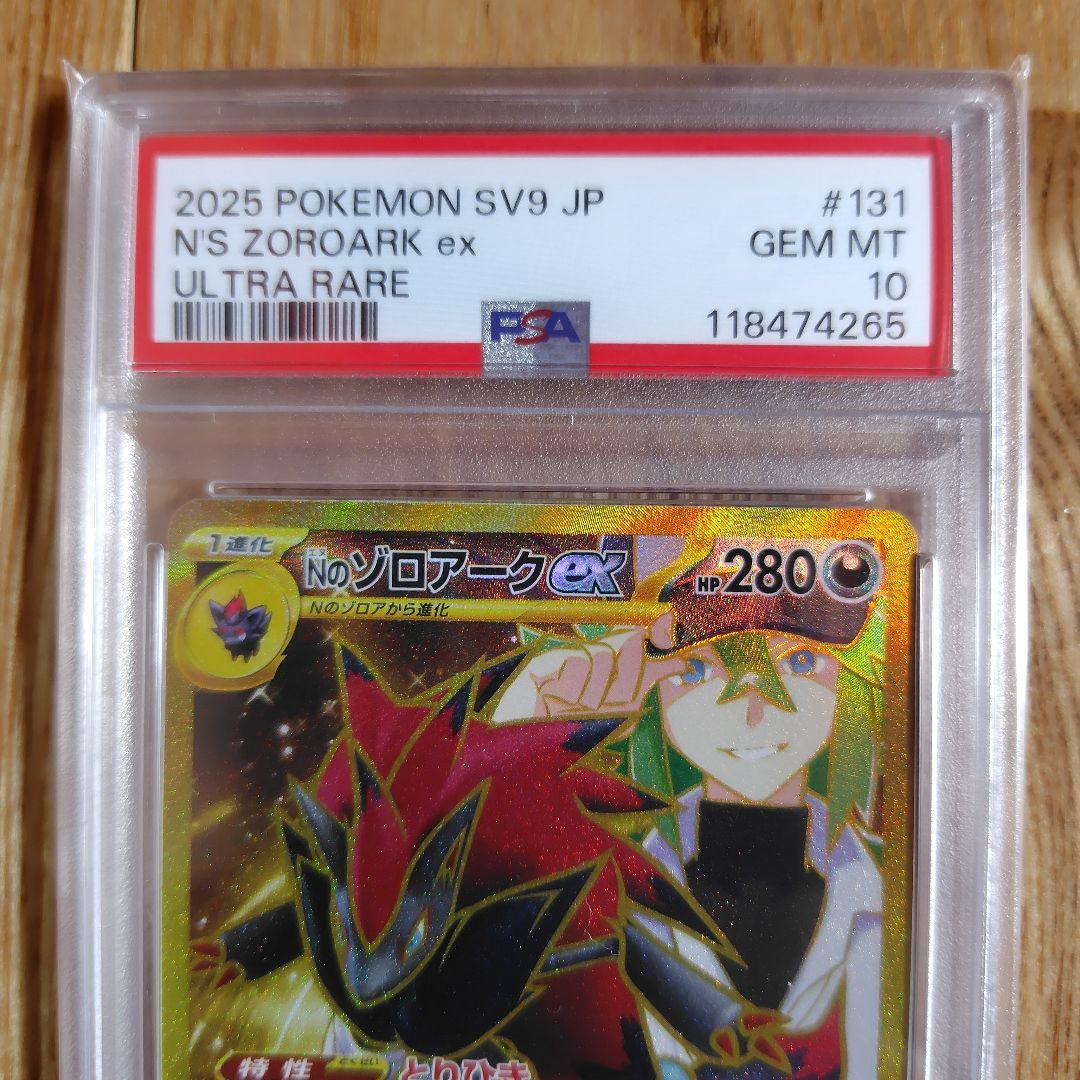 2025 POKEMON SV9 JP #131
N'S ZOROARK ex GEM MT
ULTRA RARE 10
PSA 118474265
1進化
Nのゾロアークex HP 280
Nのゾロアから進化
特性 とりひき